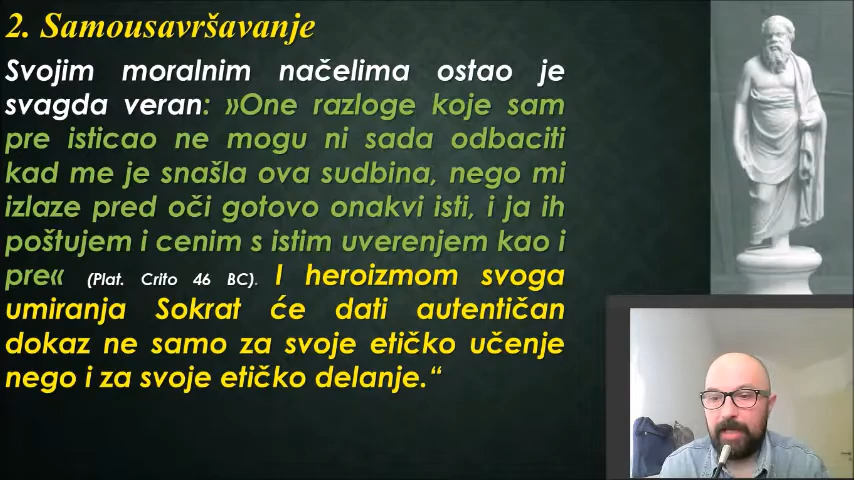 2. Samousavršavanje
Svojim moralnim načelima ostao je
svagda veran: »One razloge koje sam
pre isticao ne mogu ni sada odbaciti
kad me je snašla ova sudbina, nego mi
izlaze pred oči gotovo onakvi isti, i ja ih
poštujem i cenim s istim uverenjem kao i
pre« (Plat. Crito 46 BC). I heroizmom svoga
umiranja Sokrat će dati autentičan
dokaz ne samo za svoje etičko učenje
nego i za svoje etičko delanje.“